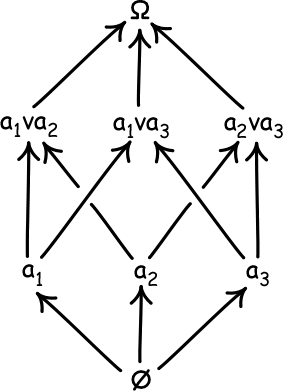 Ω
a₁va₂ a₁va₃ a₂va₃
a₁ a₂ a₃
Ø